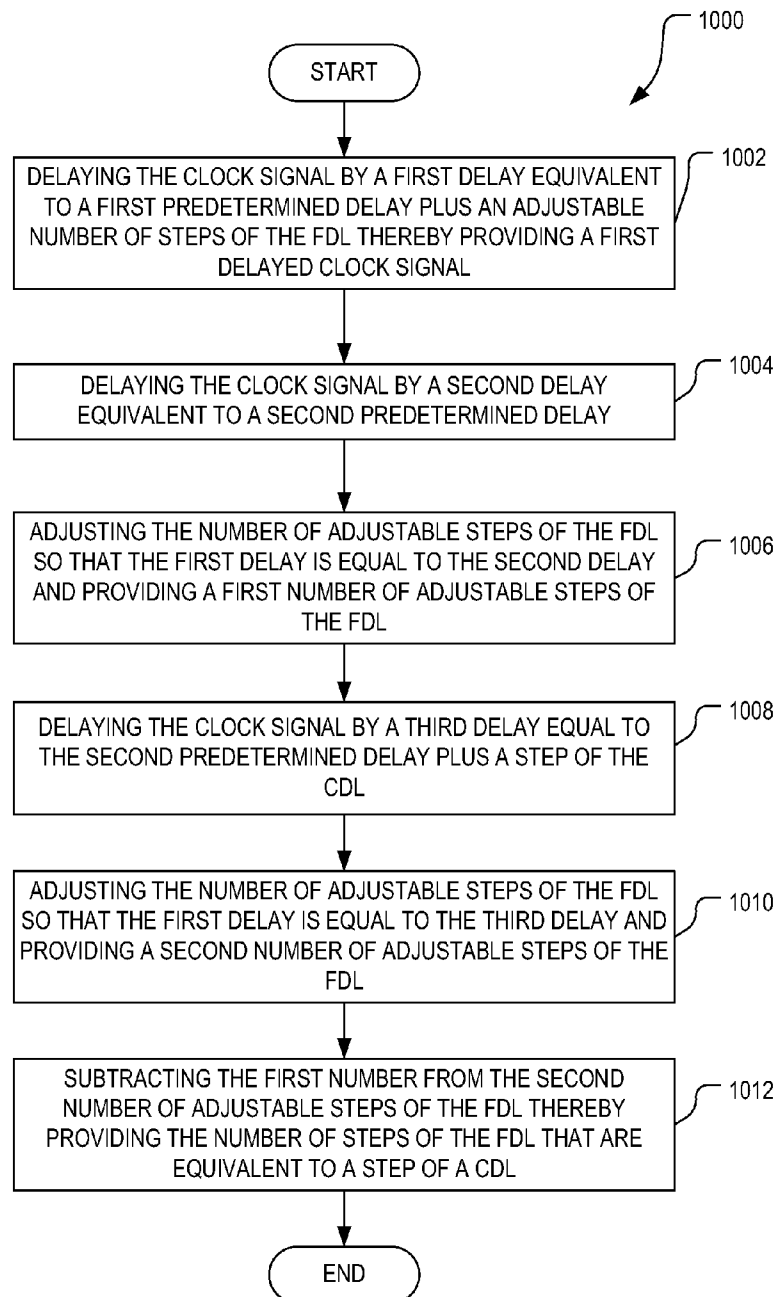 1000
START
1002
DELAYING THE CLOCK SIGNAL BY A FIRST DELAY EQUIVALENT
TO A FIRST PREDETERMINED DELAY PLUS AN ADJUSTABLE
NUMBER OF STEPS OF THE FDL THEREBY PROVIDING A FIRST
DELAYED CLOCK SIGNAL
1004
DELAYING THE CLOCK SIGNAL BY A SECOND DELAY
EQUIVALENT TO A SECOND PREDETERMINED DELAY
1006
ADJUSTING THE NUMBER OF ADJUSTABLE STEPS OF THE FDL
SO THAT THE FIRST DELAY IS EQUAL TO THE SECOND DELAY
AND PROVIDING A FIRST NUMBER OF ADJUSTABLE STEPS OF
THE FDL
1008
DELAYING THE CLOCK SIGNAL BY A THIRD DELAY EQUAL TO
THE SECOND PREDETERMINED DELAY PLUS A STEP OF THE
CDL
1010
ADJUSTING THE NUMBER OF ADJUSTABLE STEPS OF THE FDL
SO THAT THE FIRST DELAY IS EQUAL TO THE THIRD DELAY AND
PROVIDING A SECOND NUMBER OF ADJUSTABLE STEPS OF THE
FDL
1012
SUBTRACTING THE FIRST NUMBER FROM THE SECOND
NUMBER OF ADJUSTABLE STEPS OF THE FDL THEREBY
PROVIDING THE NUMBER OF STEPS OF THE FDL THAT ARE
EQUIVALENT TO A STEP OF A CDL
END